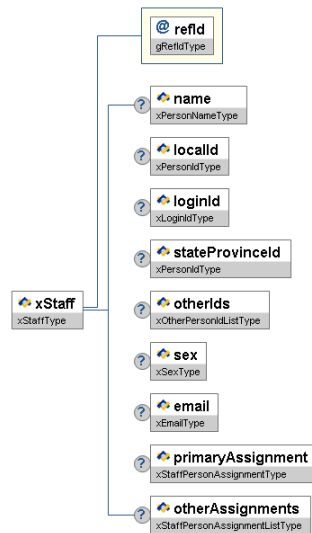 @ refId
gRefIdType
? name
xPersonNameType
? localId
xPersonIdType
? loginId
xLoginIdType
? stateProvinceId
xPersonIdType
xStaff
xStaffType
? otherIds
xOtherPersonIdListType
? sex
xSexType
? email
xEmailType
? primaryAssignment
xStaffPersonAssignmentType
? otherAssignments
xStaffPersonAssignmentListType